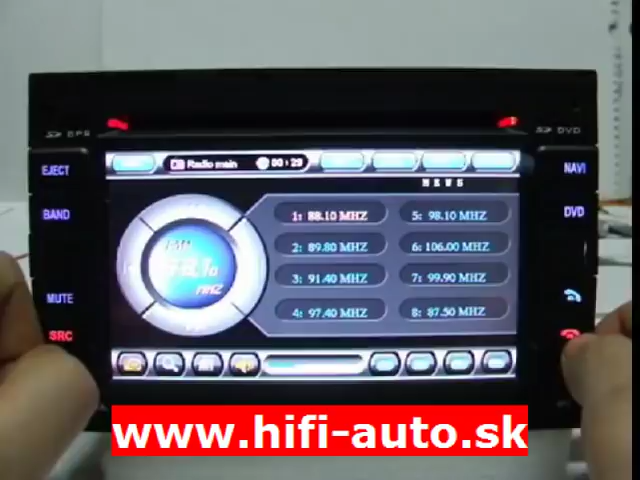 GPS
DVD
EJECT
Radio main
00:29
NAVI
NEWS
BAND
DVD
1: 88.10 MHZ
5: 98.10 MHZ
2: 89.80 MHZ
6: 106.00 MHZ
3: 91.40 MHZ
7: 99.90 MHZ
4: 97.40 MHZ
8: 87.50 MHZ
MHZ
MUTE
SRC
www.hifi-auto.sk